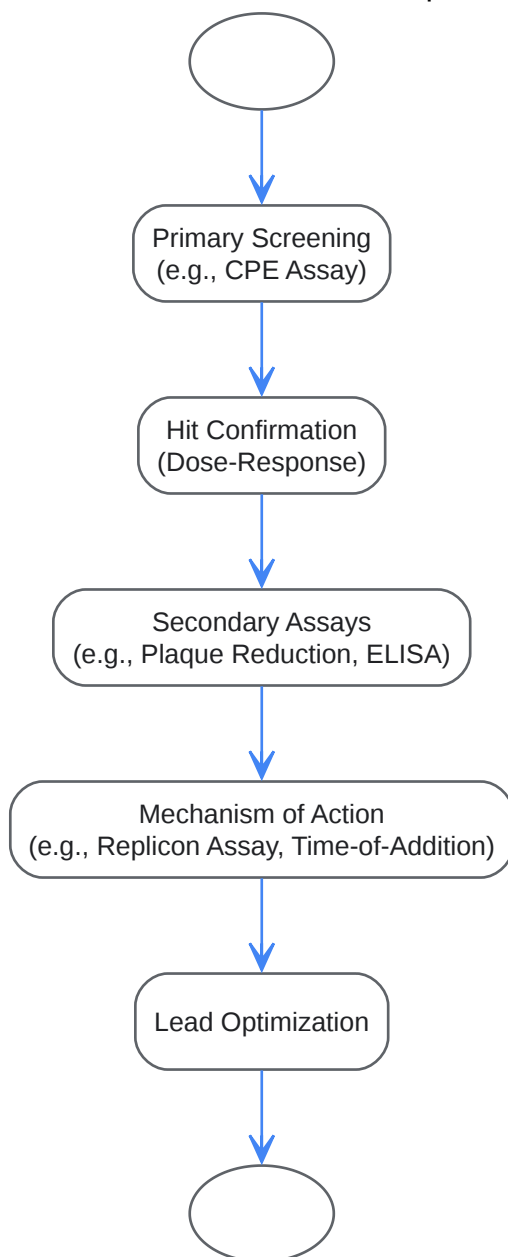 Primary Screening
(e.g., CPE Assay)
Hit Confirmation
(Dose-Response)
Secondary Assays
(e.g., Plaque Reduction, ELISA)
Mechanism of Action
(e.g., Replicon Assay, Time-of-Addition)
Lead Optimization